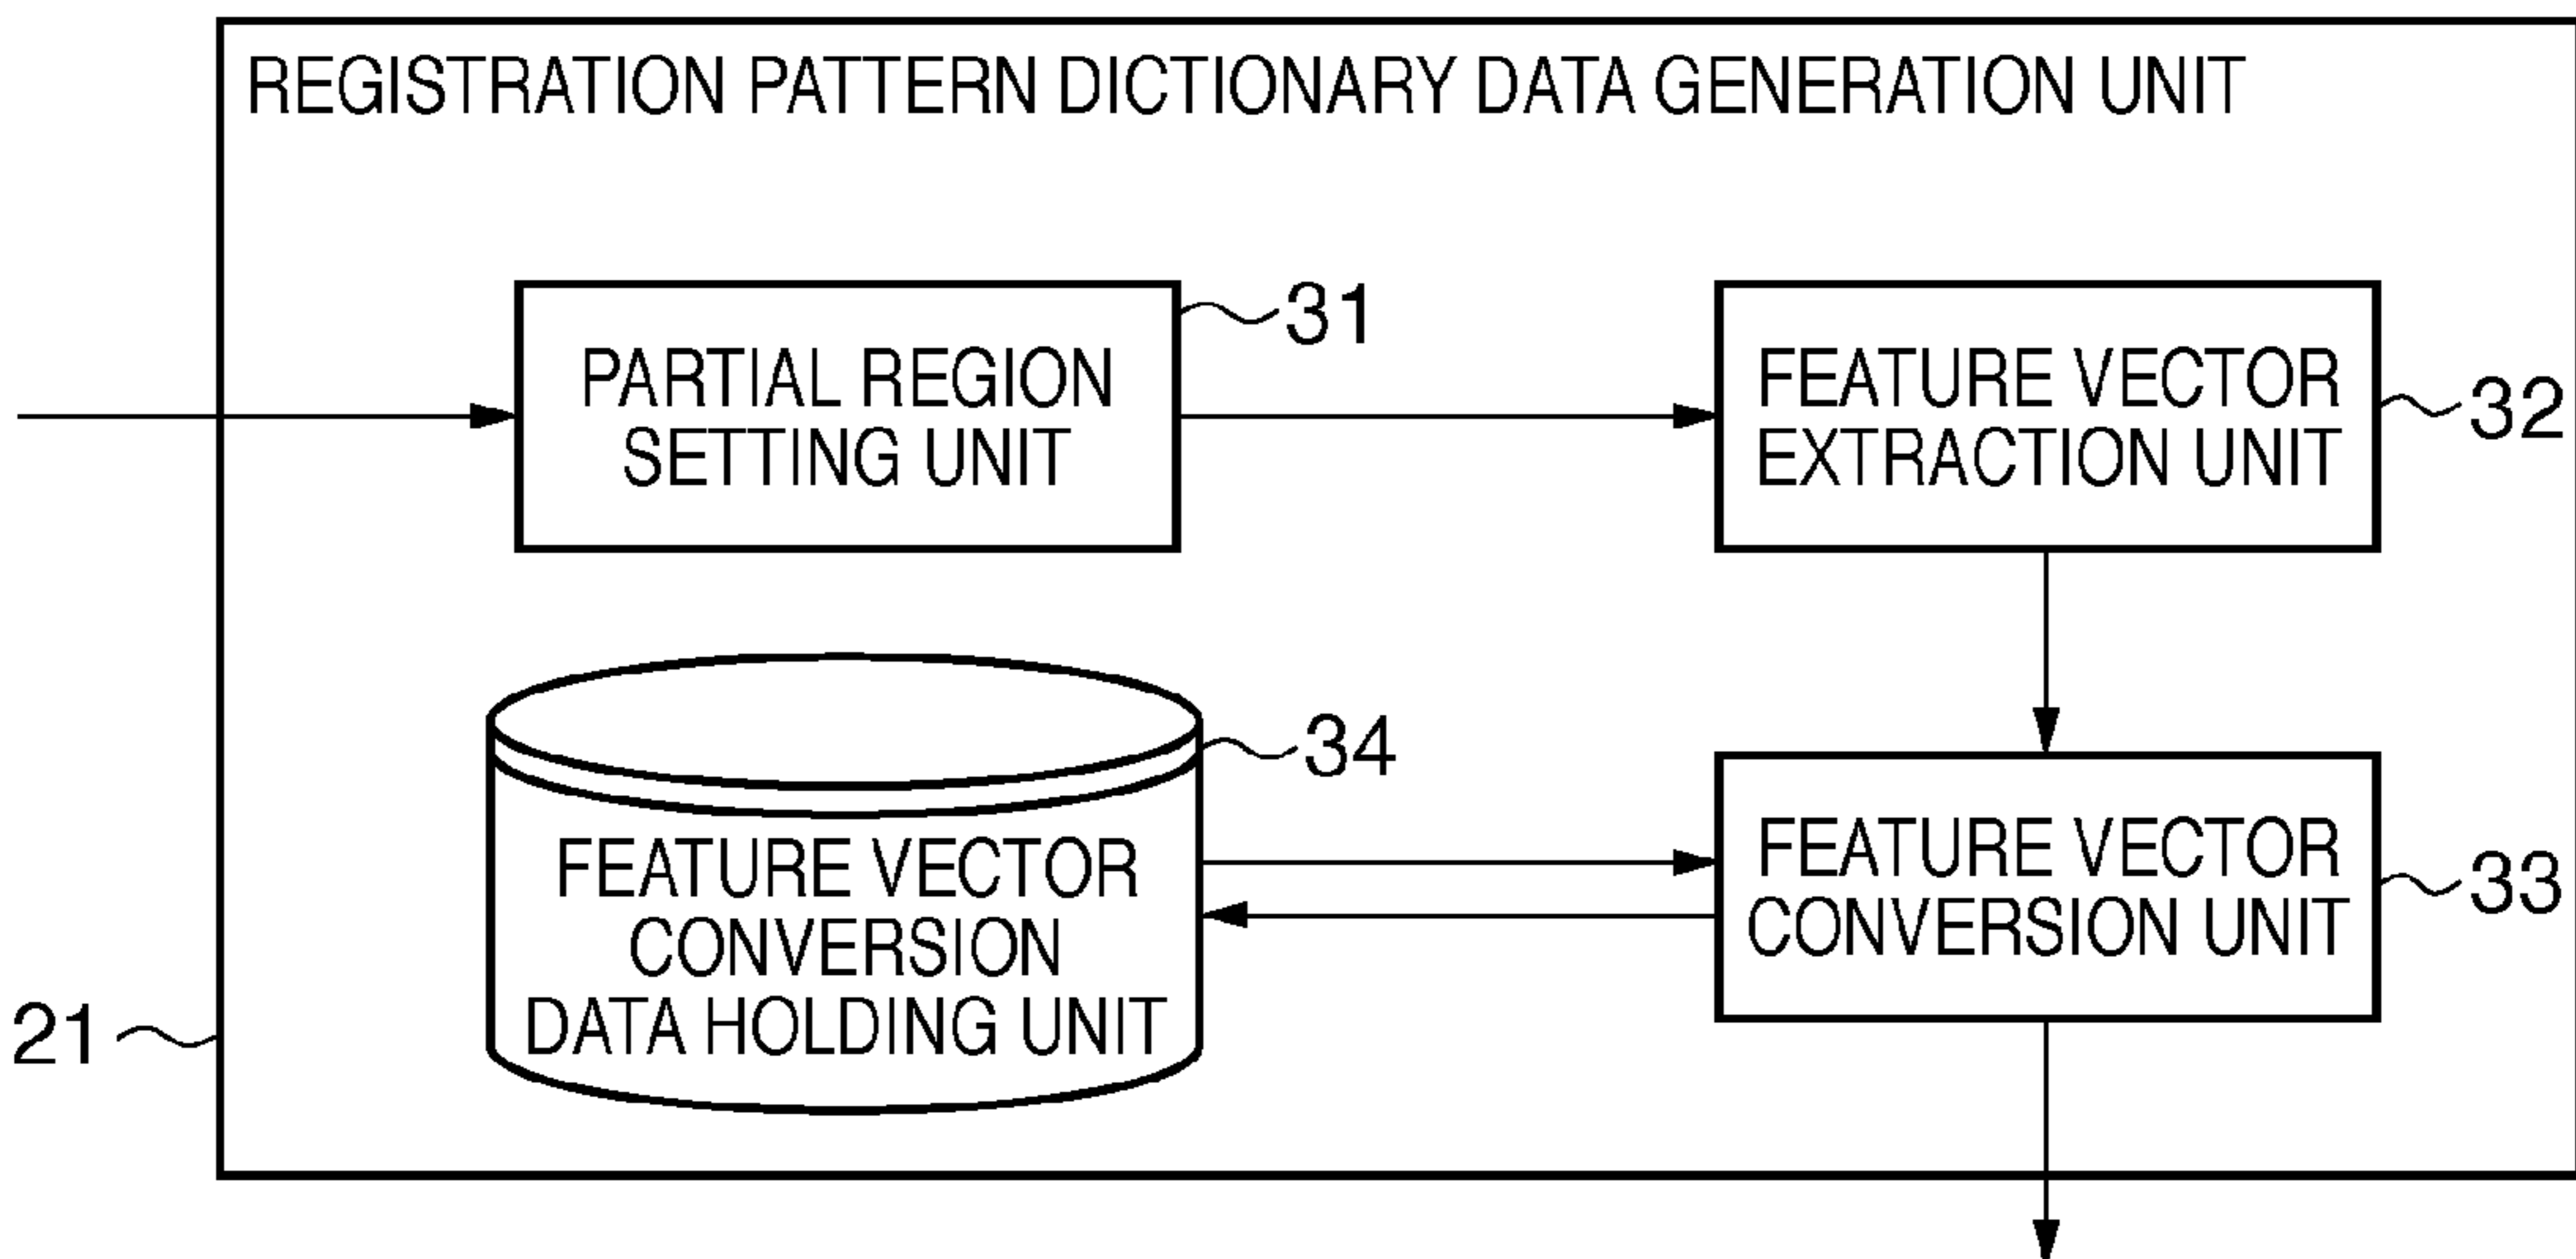 REGISTRATION PATTERN DICTIONARY DATA GENERATION UNIT
31
PARTIAL REGION
SETTING UNIT
FEATURE VECTOR
EXTRACTION UNIT
32
34
FEATURE VECTOR
CONVERSION
DATA HOLDING UNIT
FEATURE VECTOR
CONVERSION UNIT
33
21